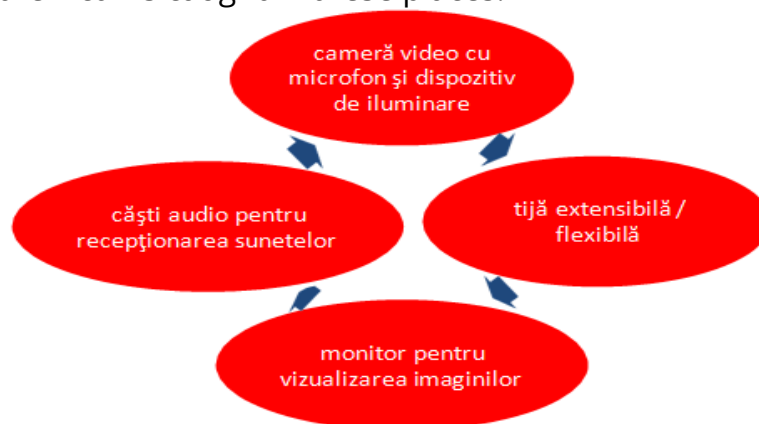 cameră video cu
microfon şi dispozitiv
de iluminare
căşti audio pentru
recepţionarea sunetelor
tijă extensibilă /
flexibilă
monitor pentru
vizualizarea imaginilor